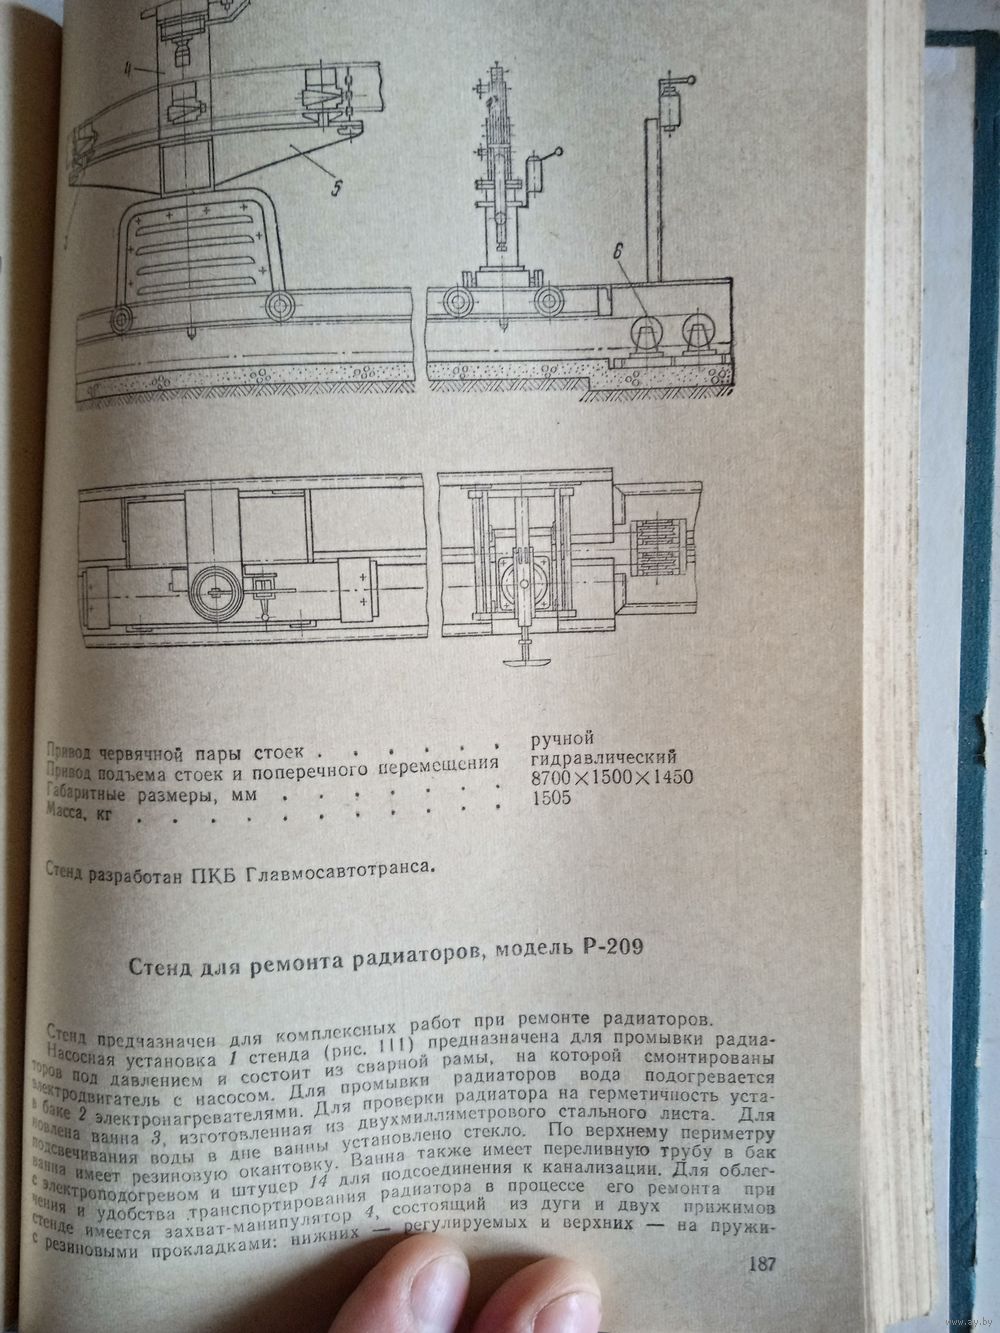 4
5
3
6
Привод червячной пары стоек . . . . . . ручной
Привод подъема стоек и поперечного перемещения гидравлический
Габаритные размеры, мм . . . . . . . 8700×1500×1450
Масса, кг . . . . . . . . . . . 1505
Стенд разработан ПКБ Главмосавтотранса.
Стенд для ремонта радиаторов, модель Р-209
Стенд предназначен для комплексных работ при ремонте радиаторов.
Насосная установка 1 стенда (рис. 111) предназначена для промывки радиа-
торов под давлением и состоит из сварной рамы, на которой смонтированы
электродвигатель с насосом. Для промывки радиаторов вода подогревается
в баке 2 электронагревателями. Для проверки радиатора на герметичность уста-
новлена ванна 3, изготовленная из двухмиллиметрового стального листа. Для
подсвечивания воды в дне ванны установлено стекло. По верхнему периметру
ванна имеет резиновую окантовку. Ванна также имеет переливную трубу в бак
с электроподогревом и штуцер 14 для подсоединения к канализации. Для облег-
чения и удобства транспортирования радиатора в процессе его ремонта при
стенде имеется захват-манипулятор 4, состоящий из дуги и двух прижимов
с резиновыми прокладками: нижних — регулируемых и верхних — на пружи-
187
www.ay.by